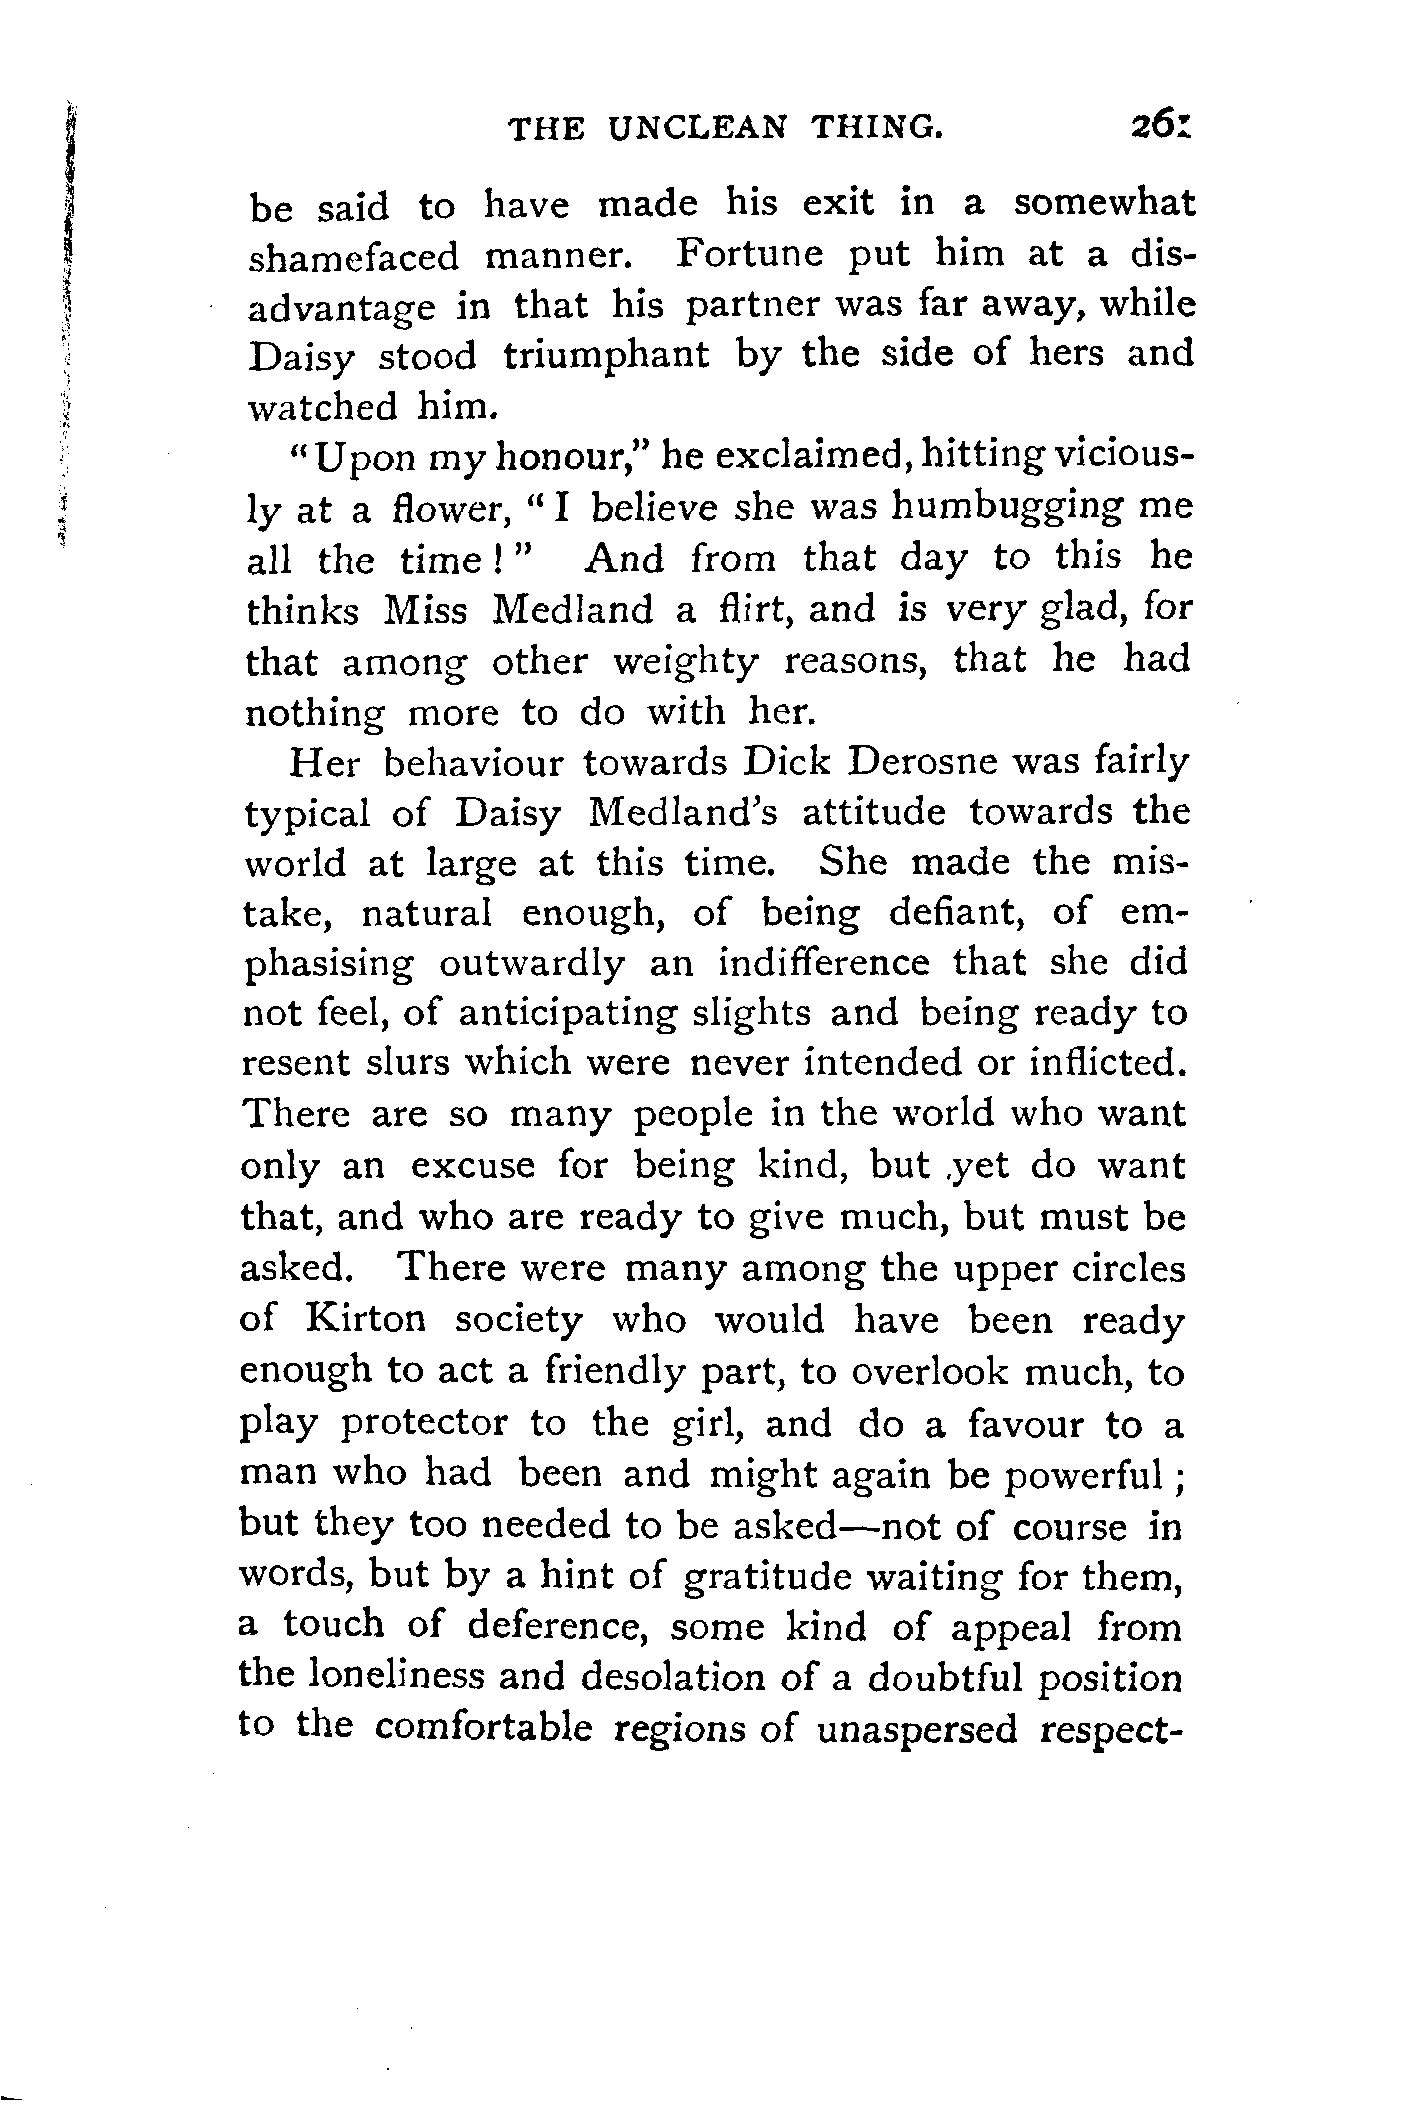 THE UNCLEAN THING. 261
be said to have made his exit in a somewhat
shamefaced manner. Fortune put him at a dis-
advantage in that his partner was far away, while
Daisy stood triumphant by the side of hers and
watched him.
"Upon my honour," he exclaimed, hitting vicious-
ly at a flower, "I believe she was humbugging me
all the time!" And from that day to this he
thinks Miss Medland a flirt, and is very glad, for
that among other weighty reasons, that he had
nothing more to do with her.
Her behaviour towards Dick Derosne was fairly
typical of Daisy Medland's attitude towards the
world at large at this time. She made the mis-
take, natural enough, of being defiant, of em-
phasising outwardly an indifference that she did
not feel, of anticipating slights and being ready to
resent slurs which were never intended or inflicted.
There are so many people in the world who want
only an excuse for being kind, but yet do want
that, and who are ready to give much, but must be
asked. There were many among the upper circles
of Kirton society who would have been ready
enough to act a friendly part, to overlook much, to
play protector to the girl, and do a favour to a
man who had been and might again be powerful;
but they too needed to be asked—not of course in
words, but by a hint of gratitude waiting for them,
a touch of deference, some kind of appeal from
the loneliness and desolation of a doubtful position
to the comfortable regions of unaspersed respect-